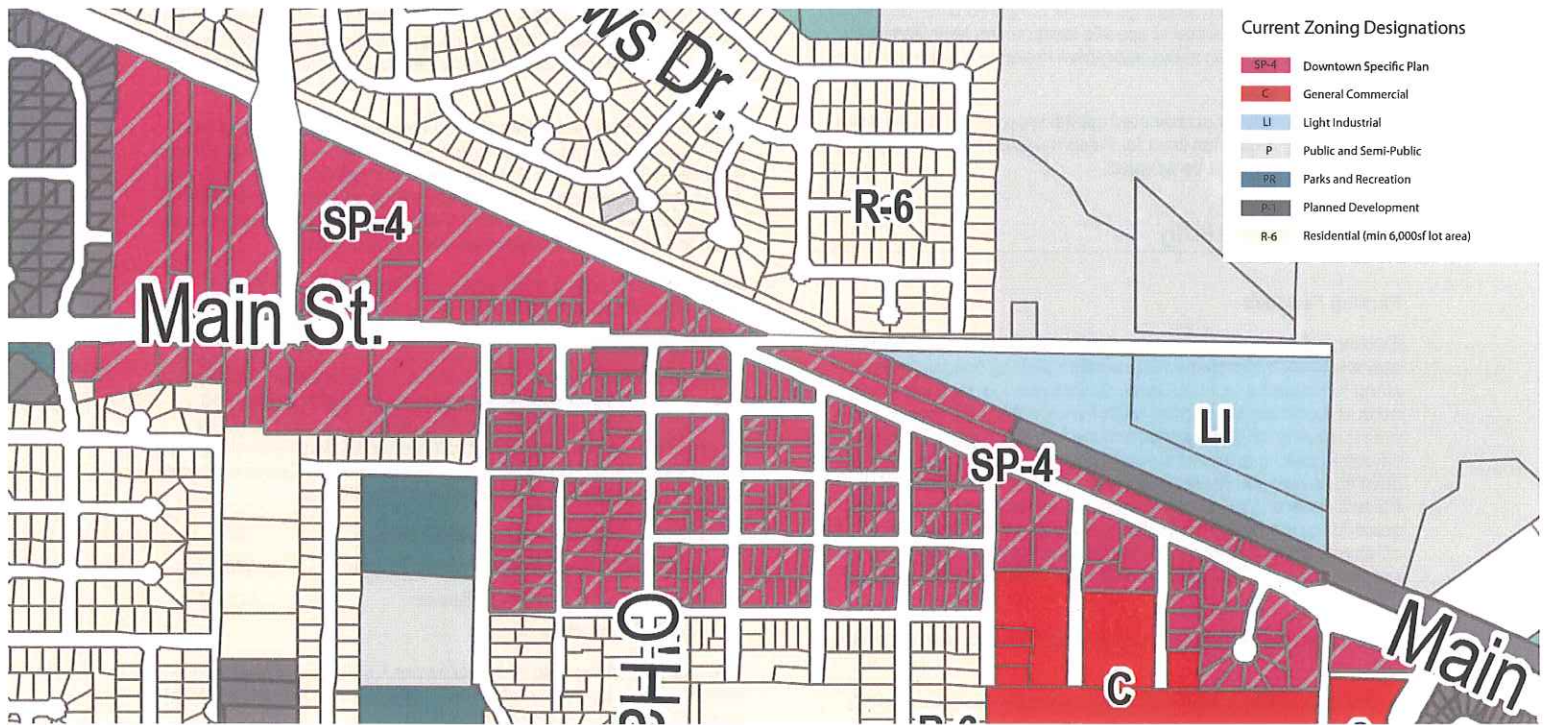 ws Dr.
Current Zoning Designations
SP-4 Downtown Specific Plan
C General Commercial
LI Light Industrial
P Public and Semi-Public
PR Parks and Recreation
P-1 Planned Development
R-6 Residential (min 6,000sf lot area)
R-6
SP-4
Main St.
LI
SP-4
C
Main
R-6